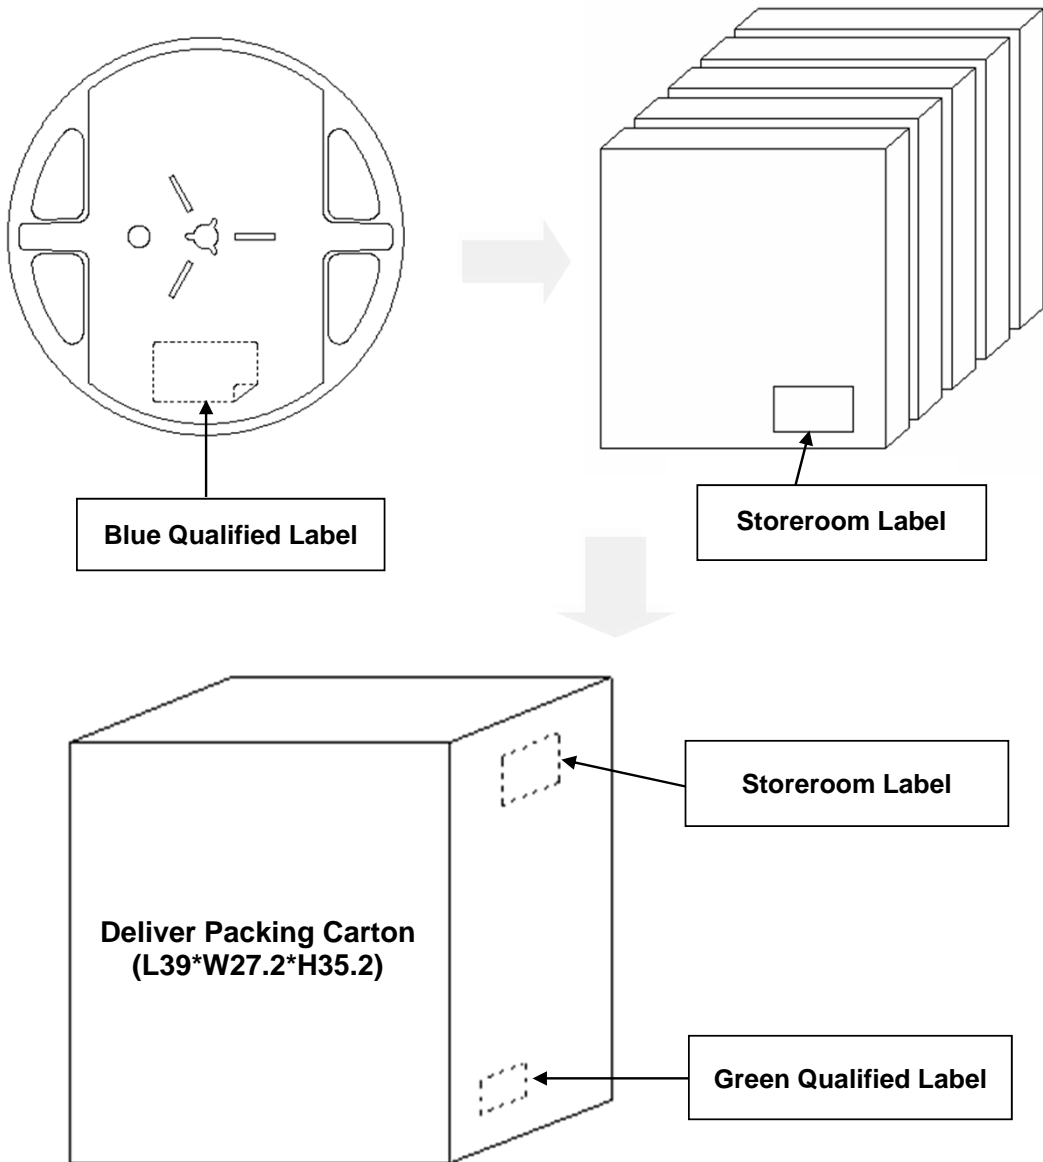 Blue Qualified Label
Storeroom Label
Storeroom Label
Deliver Packing Carton
(L39*W27.2*H35.2)
Green Qualified Label